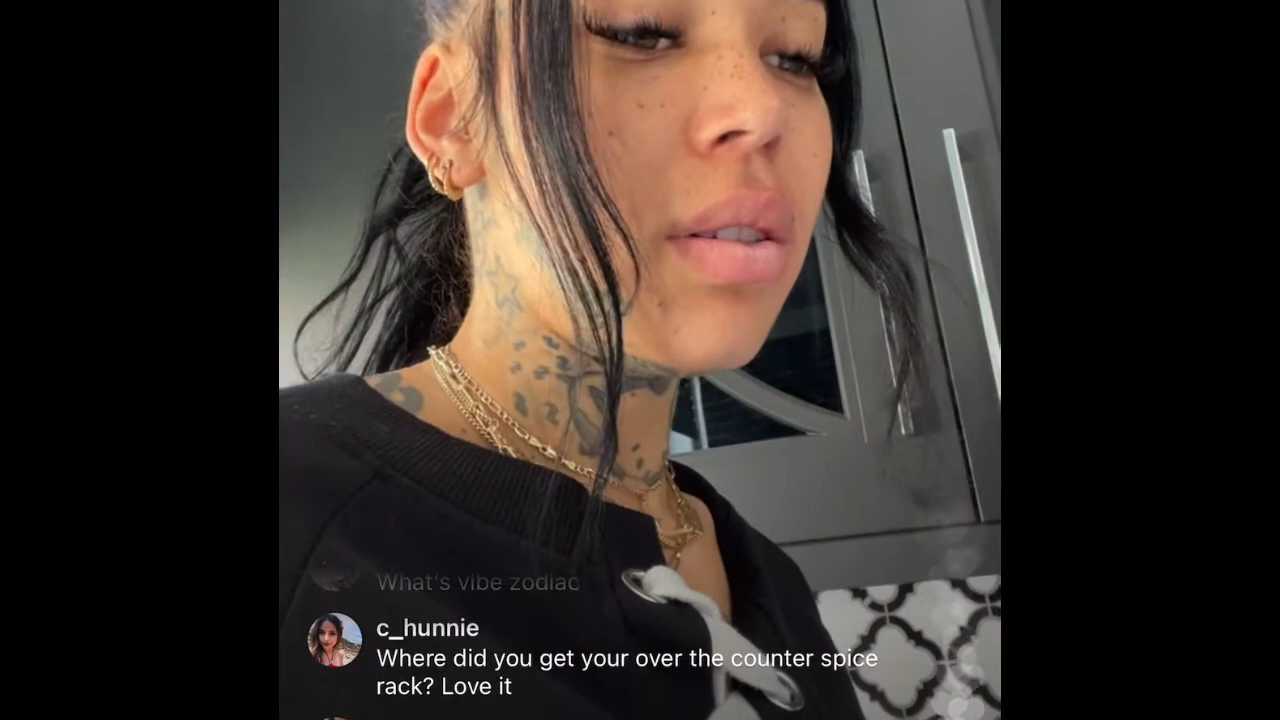 What's vibe zodiac
c_hunnie
Where did you get your over the counter spice
rack? Love it